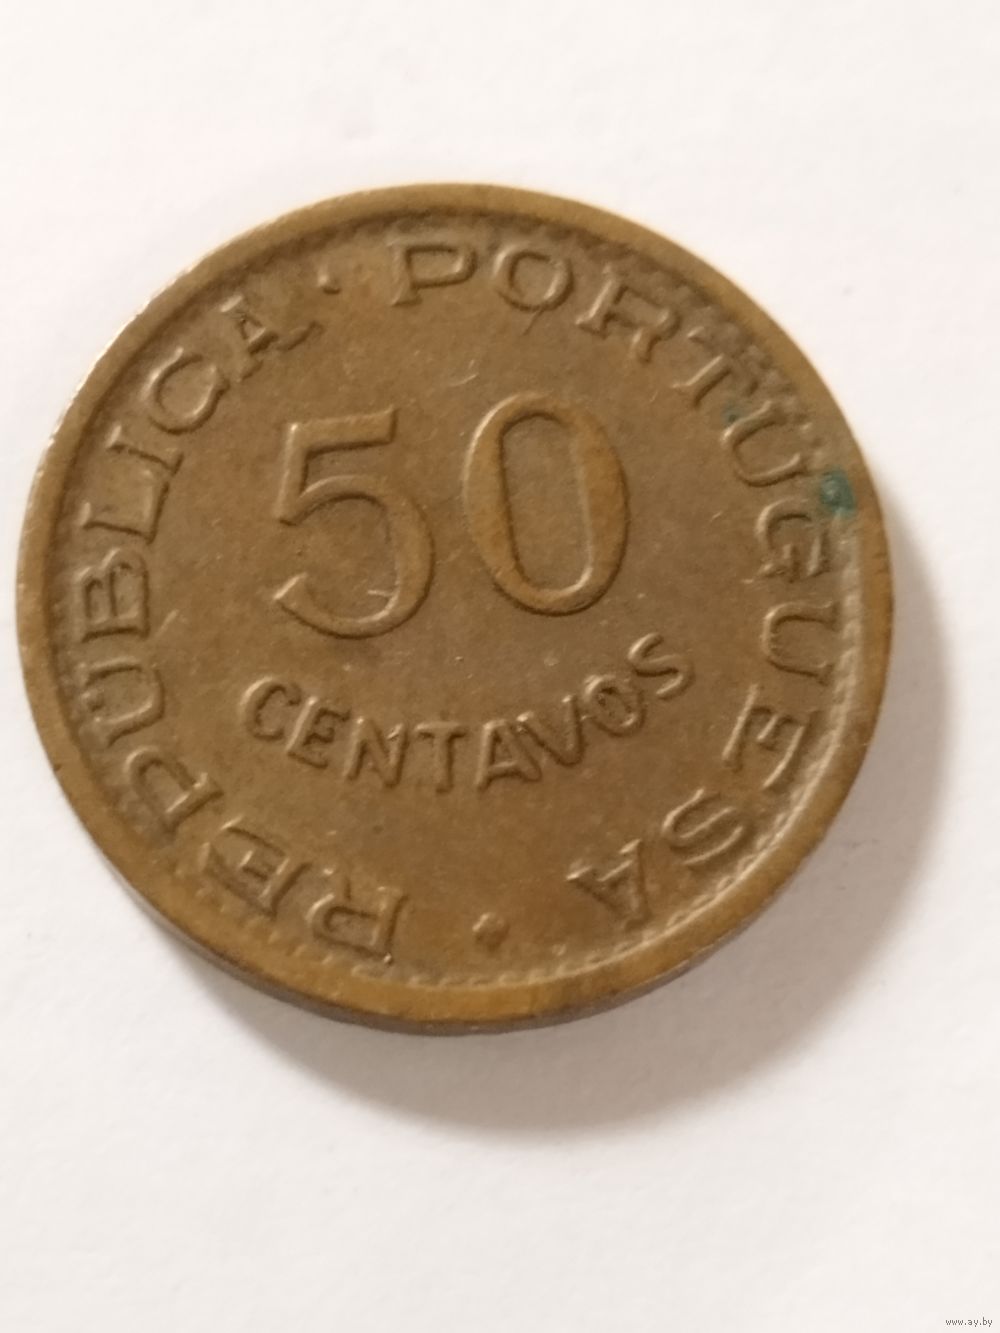 REPÚBLICA · PORTUGUESA ·
50
CENTAVOS
www.ay.by